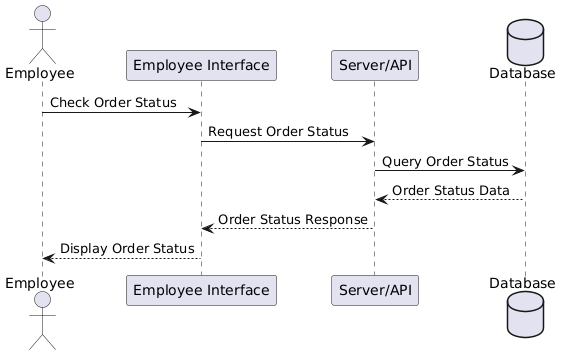 Employee
Employee Interface
Server/API
Database
Check Order Status
Request Order Status
Query Order Status
Order Status Data
Order Status Response
Display Order Status
Employee
Employee Interface
Server/API
Database